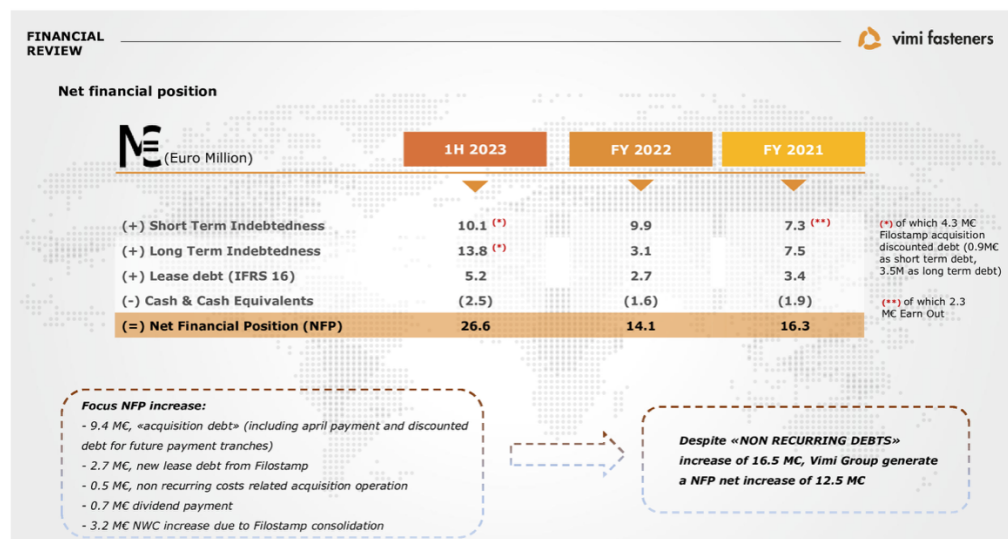 FINANCIAL
REVIEW
vimi fasteners
Net financial position
M€ (Euro Million)
1H 2023 FY 2022 FY 2021
(+) Short Term Indebtedness 10.1 (*) 9.9 7.3 (**)
(+) Long Term Indebtedness 13.8 (*) 3.1 7.5
(+) Lease debt (IFRS 16) 5.2 2.7 3.4
(-) Cash & Cash Equivalents (2.5) (1.6) (1.9)
(=) Net Financial Position (NFP) 26.6 14.1 16.3
(*) of which 4.3 M€
Filostamp acquisition
discounted debt (0.9M€
as short term debt,
3.5M as long term debt)
(**) of which 2.3
M€ Earn Out
Focus NFP increase:
- 9.4 M€, «acquisition debt» (including april payment and discounted
debt for future payment tranches)
- 2.7 M€, new lease debt from Filostamp
- 0.5 M€, non recurring costs related acquisition operation
- 0.7 M€ dividend payment
- 3.2 M€ NWC increase due to Filostamp consolidation
Despite «NON RECURRING DEBTS»
increase of 16.5 M€, Vimi Group generate
a NFP net increase of 12.5 M€